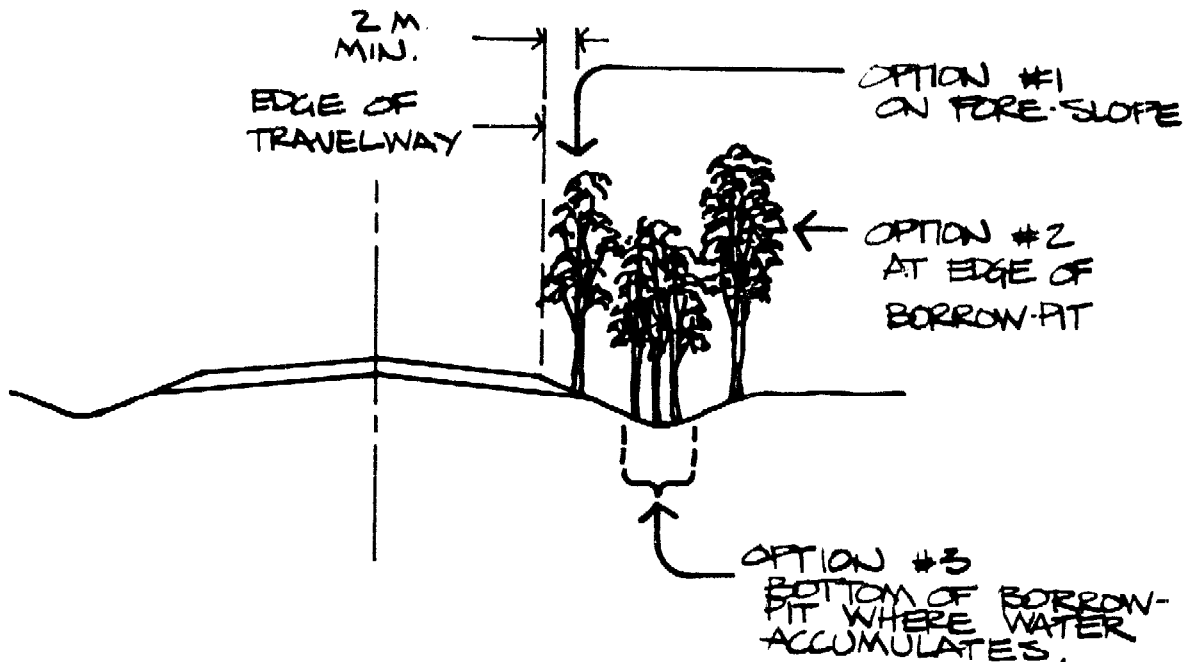 2 M.
MIN.
EDGE OF
TRAVELWAY
OPTION #1
ON FORE-SLOPE
OPTION #2
AT EDGE OF
BORROW-PIT
OPTION #3
BOTTOM OF BORROW-
PIT WHERE WATER
ACCUMULATES.